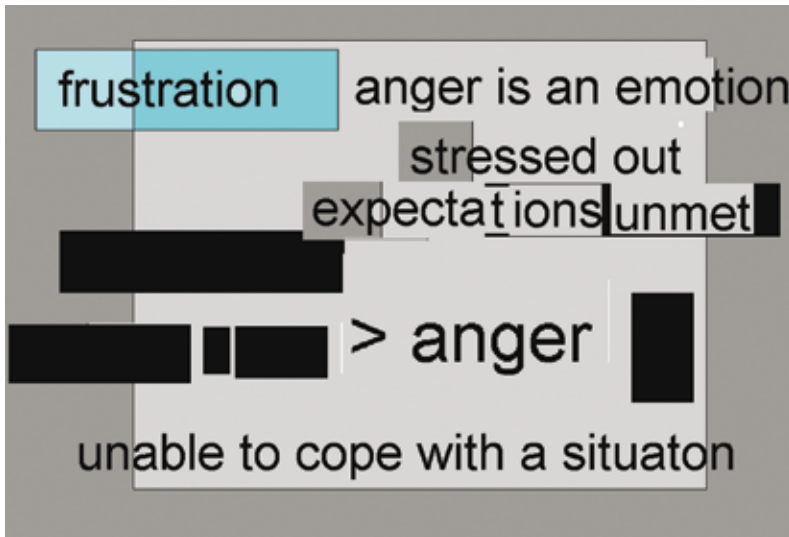 frustration anger is an emotion
stressed out
expectations unmet
> anger
unable to cope with a situaton